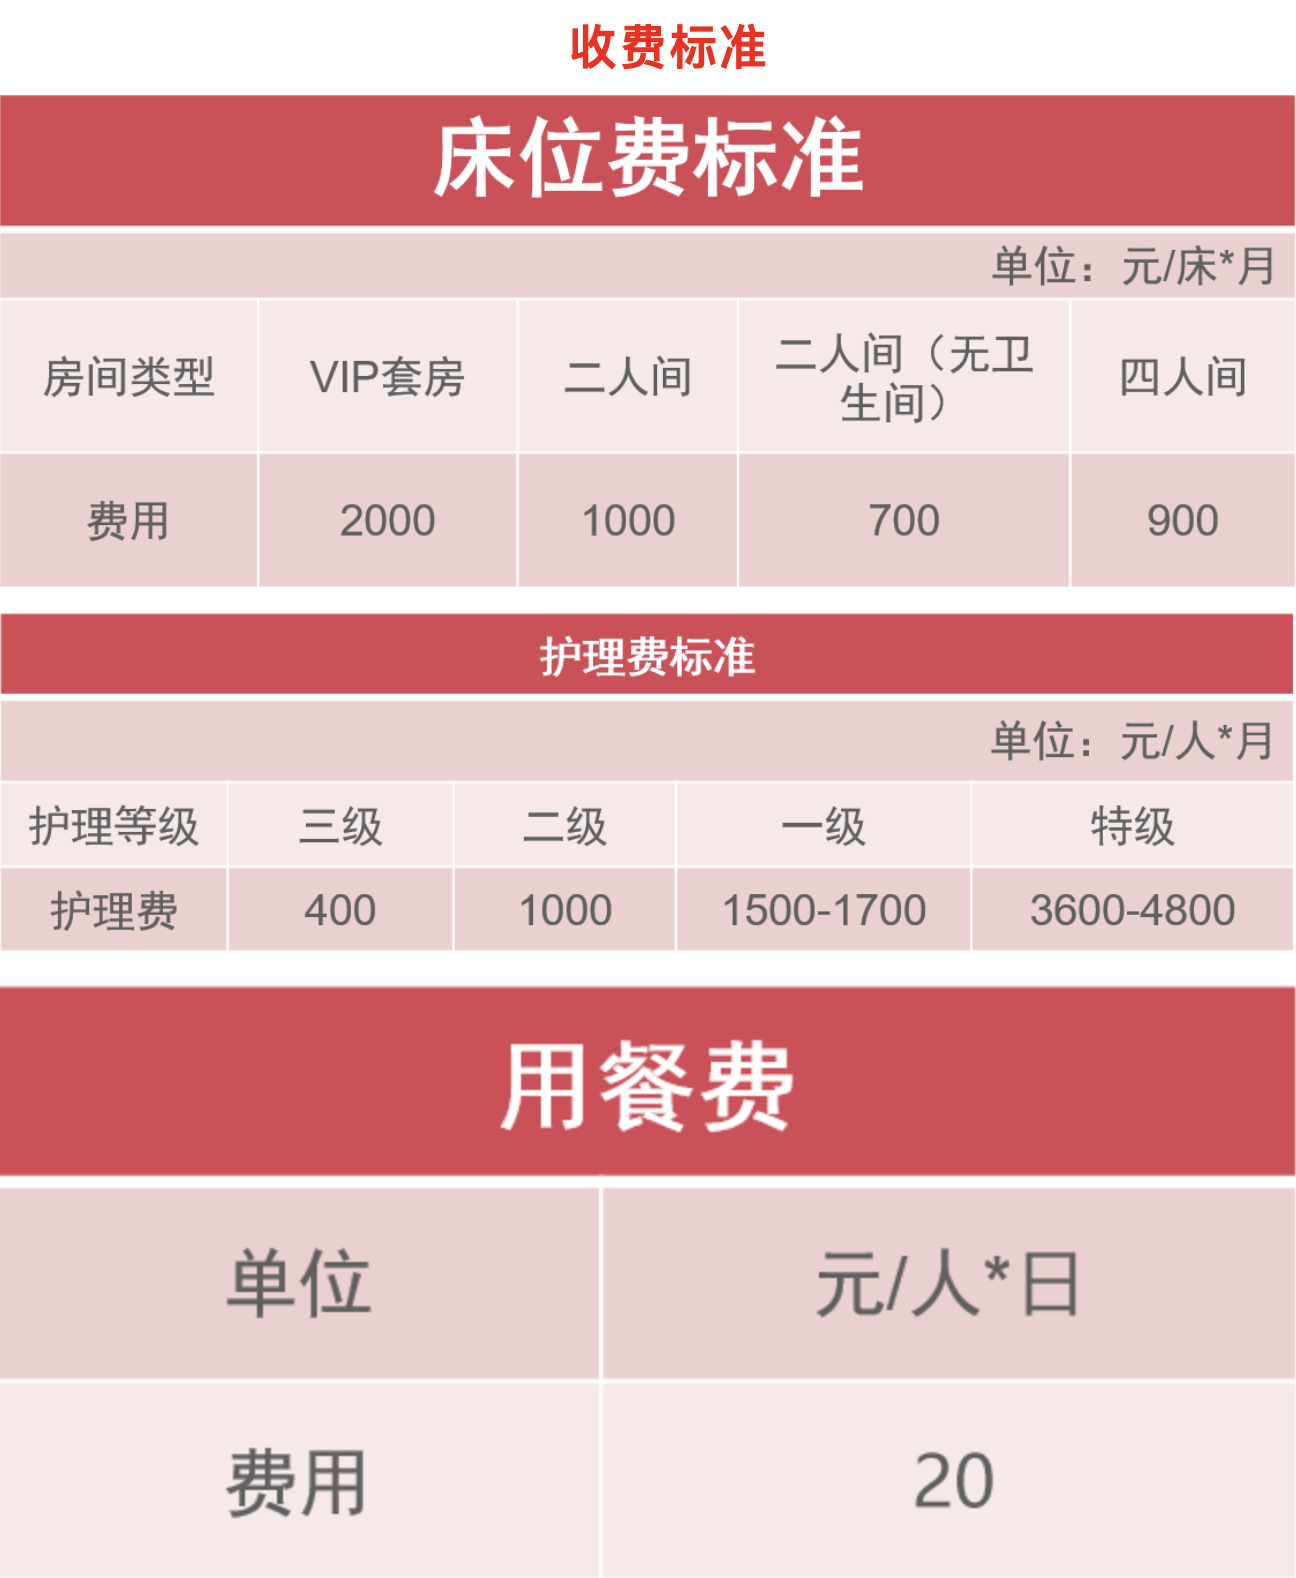 收费标准
床位费标准
单位：元/床*月
房间类型 VIP套房 二人间 二人间（无卫生间） 四人间
费用 2000 1000 700 900
护理费标准
单位：元/人*月
护理等级 三级 二级 一级 特级
护理费 400 1000 1500-1700 3600-4800
用餐费
单位 元/人*日
费用 20